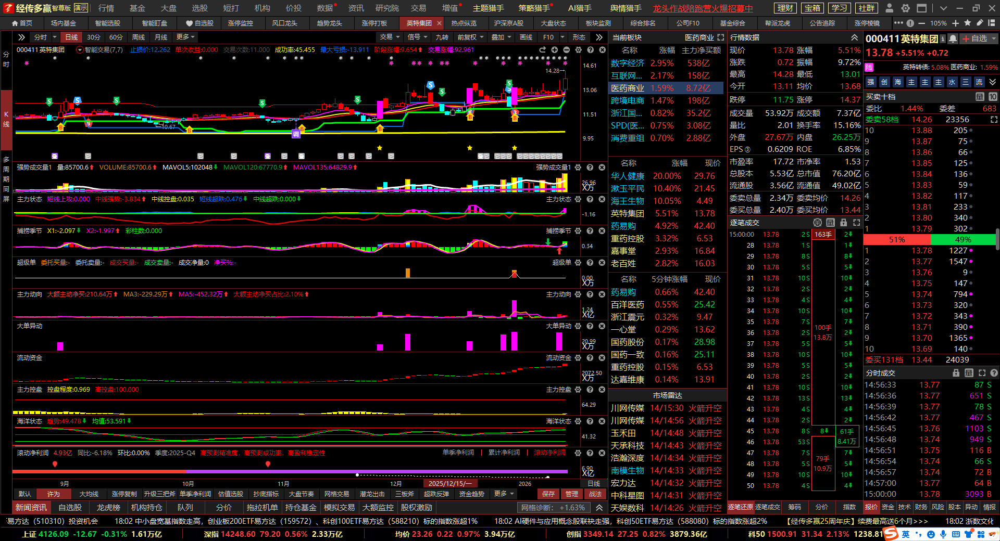 经传多赢 智尊版 演示 行情 基金 大盘 选股 短打 机构 价投 数据 资讯 研究院 交易 增值 主题猎手 策略猎手 AI猎手 舆情猎手 龙头作战陪跑营火爆招募中 理财 宝箱 学习 社群
首页 场内基金 智能选股 智能盯盘 自选股 涨停监控 风口龙头 趋势龙头 涨停打板 英特集团 热点纵览 沪深京A股 大盘状态 板块监测 综合排名 公司F10 基金综合 帮派龙虎 公告追踪 涨停棱镜 105%
分时
K线
多周期同屏
分时 日线 30分 60分 周线 月线 更多 交易 信号 九转 前复权 叠加 画线 F10 形态
000411 英特集团 智能交易(7,7) 止损价:12.262 单次收益:0.000 交易次数:11.000 成功率:45.455 最大亏损:-13.911 阶段涨幅:9.654 交易涨幅:92.961
14.61
14.28
13.06
11.51
10.67
9.95
调
强势成交量1 量:85700.6 VOLUME:85700.6 MAVOL5:102048 MAVOL120:67770.9 MAVOL135:64829.9 强势成交量1
26.96
X万
主力状态 短线上攻:0.000 中线强势:-3.834 中线控盘:0.035 短线超跌:0.476 中线超跌:0.000 主力状态
-1.16
捕捞季节 X1:-2.097 X2:-1.997 彩柱数:0.000 捕捞季节
0.34
超级单 委托买量:- 委托卖量:- 成交买量:- 成交卖量:- 成交净量:0 净买%:- 超级单
0.00
X万
主力动向 大额主动净买:210.64万 MA3:-229.29万 MA5:-452.32万 大额主动净买占比:2.10% 主力动向
1.24
X亿
大单异动 大单异动
20.99
X万
流动资金 流动资金
2072.50
X万
主力控盘 控盘程度:0.969 高控盘:100.000 主力控盘
64.29
海洋状态 趋势:49.478 均值:53.591 海洋状态
41.32
滚动净利润 4.93亿 同比:-6.18% 环比:0.00% 季度:2025-Q4 高预测精准度，高预测成功率，高盈利稳定性 单季净利润 累计净利润 滚动净利润
6.90
X亿
9月 10月 11月 12月 2025/12/15/一 2026 日线
默认 许为 大均线 涨停复制 升级三把斧 单季净利润 估值选股 抄底指标 大盘节奏 网格交易 潜龙出击 三板斧 超跌反弹 资金趋势 更多 保存 管理 战法
新闻资讯 自选股 龙虎榜 机构持仓 队列 分价 拖拉机单 持仓基金 模拟交易 大额监控 股权激励 网格诊断： +1.63%
当前板块 医药商业
名称 涨幅 主力净买额
数字经济 2.95% 538亿
互联网... 2.17% 158亿
医药商业 1.59% 8.72亿
跨境电商 1.47% 198亿
浙江国... 0.82% 35.2亿
SPD(医... 0.75% 3.08亿
消费重组 0.70% 2.88亿
名称 涨幅 现价
华人健康 20.00% 29.76
漱玉平民 10.40% 21.45
海王生物 10.05% 4.49
英特集团 5.51% 13.78
药易购 4.92% 42.40
重药控股 3.32% 6.53
嘉事堂 2.93% 16.84
老百姓 2.82% 16.03
名称 5分钟涨幅 现价
药易购 0.66% 42.40
百洋医药 0.55% 25.42
浙江震元 0.32% 9.47
一心堂 0.29% 13.62
国药股份 0.17% 28.98
国药一致 0.16% 25.11
重药控股 0.15% 6.53
达嘉维康 0.14% 13.91
市场雷达
川网传媒 14/15:30 火箭升空
川网传媒 14/14:56 火箭升空
玉禾田 14/14:48 火箭升空
天承科技 14/14:43 火箭升空
浩瀚深度 14/14:34 火箭升空
南模生物 14/14:33 火箭升空
宏力达 14/14:32 火箭升空
中科星图 14/14:31 火箭升空
天娱数科 14/14:26 火箭升空
行情数据
现价 13.78 涨幅 5.51%
涨跌 0.72 振幅 9.72%
最高 14.28 最低 13.01
今开 13.11 均价 13.68
跌停 11.75 涨停 14.37
成交量 53.92万 成交额 7.37亿
量比 2.01 换手率 15.16%
外盘 27.67万 内盘 26.25万
EPS③ 0.6209 ROE 6.85%
市盈率 17.72 市净率 1.53
总股本 5.53亿 总市值 76.20亿
流通股 3.56亿 流通值 49.02亿
委卖总量 2.34万 委卖均价 14.26
委买总量 2.40万 委买均价 13.44
逐笔成交
15:00:00 13.78 2S 163手 2
28 13.78 1S 1
29 13.78 8S 8
30 13.78 5S 5
31 13.78 10S 10
32 13.78 2S 2
33 13.78 4S 4
34 13.78 10S 10
35 13.78 7S 7
36 13.78 2S 100手 13.8万 2
37 13.78 5S 5
38 13.78 10S 10
39 13.78 5S 5
40 13.78 2S 2
41 13.78 10S 10
42 13.78 13S 13
43 13.78 4S 4
44 13.78 2S 2
45 13.78 8S 8 61手
46 13.78 53S 8.41万
47 13.78 7S 7
48 13.78 5S 79手 10.9万 5
49 13.78 10S 10
50 13.78 4S 4
逐笔还原 逐笔成交 筹码 分价 指数
000411 英特集团 自选
13.78 +5.51% +0.72
陆 英特转债: 5.08% 医药商业: 1.59%
强 创 海 主 主 主 水 三 流
买卖十档 量 10
委比 1.44% 委差 683
委卖58档 14.26 23356
10 13.88 205
9 13.87 75
8 13.86 66
7 13.85 125
6 13.84 136
5 13.83 59
4 13.82 117
3 13.81 233
2 13.80 340
1 13.79 302
51% 49%
1 13.78 1227
2 13.77 1547
3 13.76 9
4 13.75 147
5 13.74 794
6 13.73 320
7 13.72 343
8 13.71 390
9 13.70 1365
10 13.69 140
委买131档 13.44 24039
分时成交
14:56:33 13.77 87 S
14:56:36 13.77 651 S
14:56:39 13.77 78 S
14:56:42 13.77 467 S
14:56:45 13.76 1103 S
14:56:48 13.74 949 S
14:56:51 13.75 116 B
14:56:54 13.74 66 S
14:56:57 13.74 72 B
14:57:00 13.77 64 B
15:00:00 13.78 3093 B
报价 资金 技术 财务 风险 股本 异动 情报
易方达（510310）投资机会 18:02 中小盘宽基指数走高，创业板200ETF易方达（159572）、科创100ETF易方达（588210）标的指数涨超1% 18:02 AI硬件与应用概念股联袂走强，科创50ETF易方达（588080）标的指数涨超2% 【经传多赢25周年庆】续费最高送6个月>>> 18:02 浙数文化
上证 4126.09 -12.67 -0.31% 1.61万亿 深指 14248.60 79.20 0.56% 2.33万亿 均价 23.26 0.22 0.97% 3.94万亿 创指 3349.14 27.25 0.82% 3879.36亿 科50 1500.91 31.34 2.13% 1238.81 英